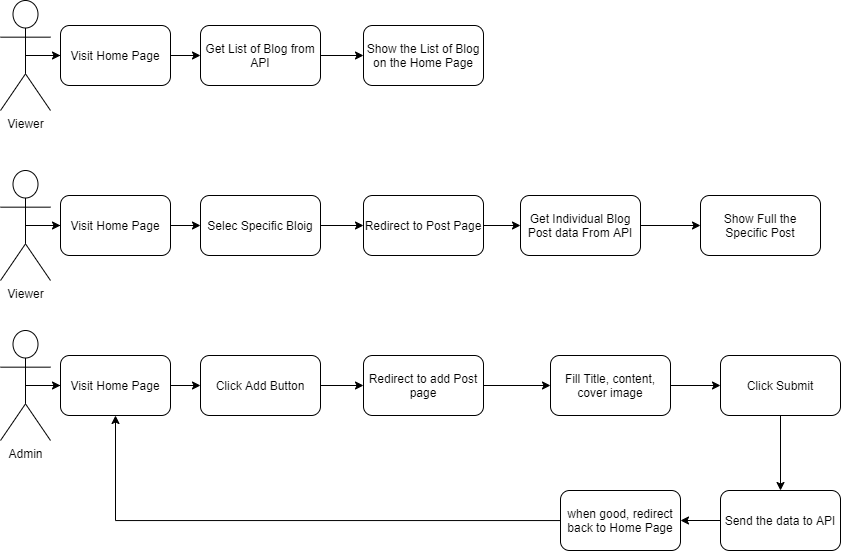 Visit Home Page
Get List of Blog from
API
Show the List of Blog
on the Home Page
Viewer
Visit Home Page
Selec Specific Bloig
Redirect to Post Page
Get Individual Blog
Post data From API
Show Full the
Specific Post
Viewer
Visit Home Page
Click Add Button
Redirect to add Post
page
Fill Title, content,
cover image
Click Submit
Admin
when good, redirect
back to Home Page
Send the data to API